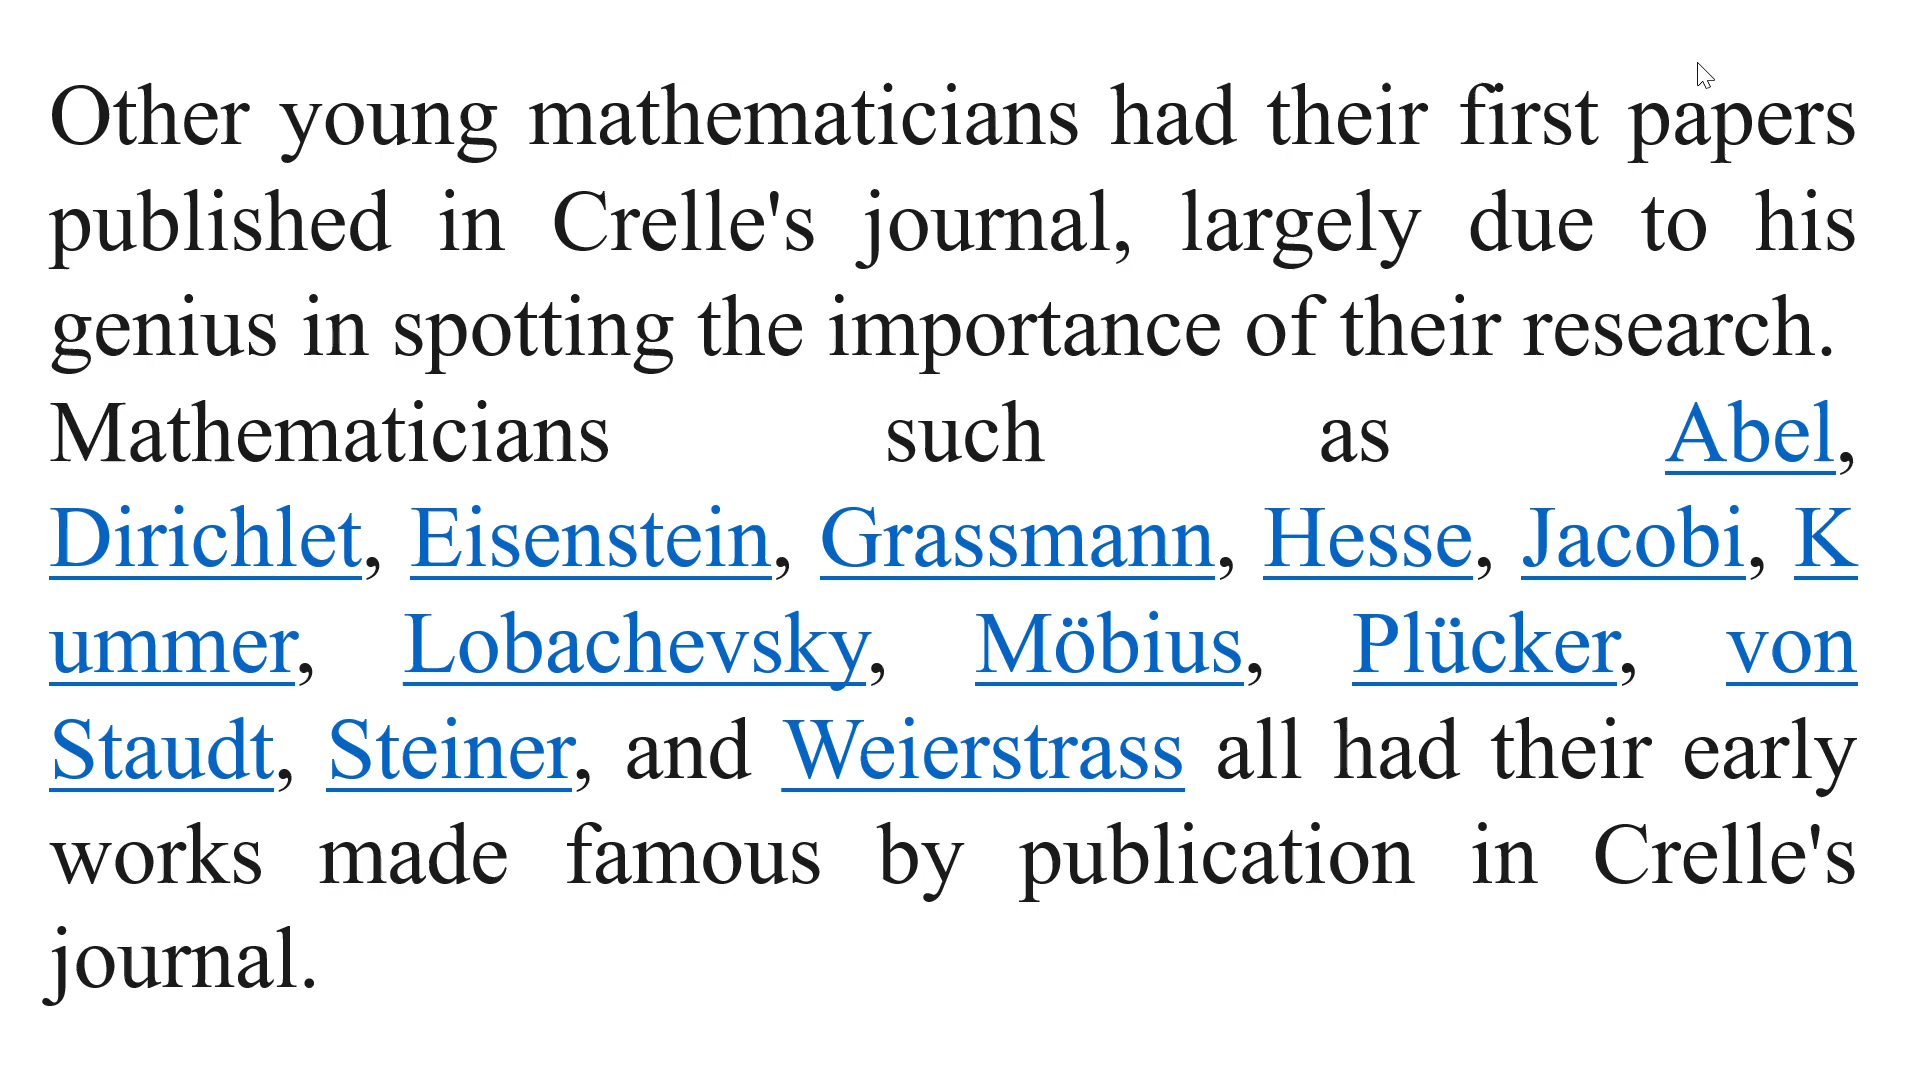 Other young mathematicians had their first papers
published in Crelle's journal, largely due to his
genius in spotting the importance of their research.
Mathematicians such as Abel,
Dirichlet, Eisenstein, Grassmann, Hesse, Jacobi, K
ummer, Lobachevsky, Möbius, Plücker, von
Staudt, Steiner, and Weierstrass all had their early
works made famous by publication in Crelle's
journal.